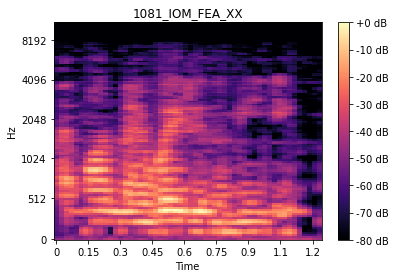 1081_IOM_FEA_XX
8192
4096
2048
1024
512
0
Hz
0 0.15 0.3 0.45 0.6 0.75 0.9 1.1 1.2
Time
+0 dB
-10 dB
-20 dB
-30 dB
-40 dB
-50 dB
-60 dB
-70 dB
-80 dB